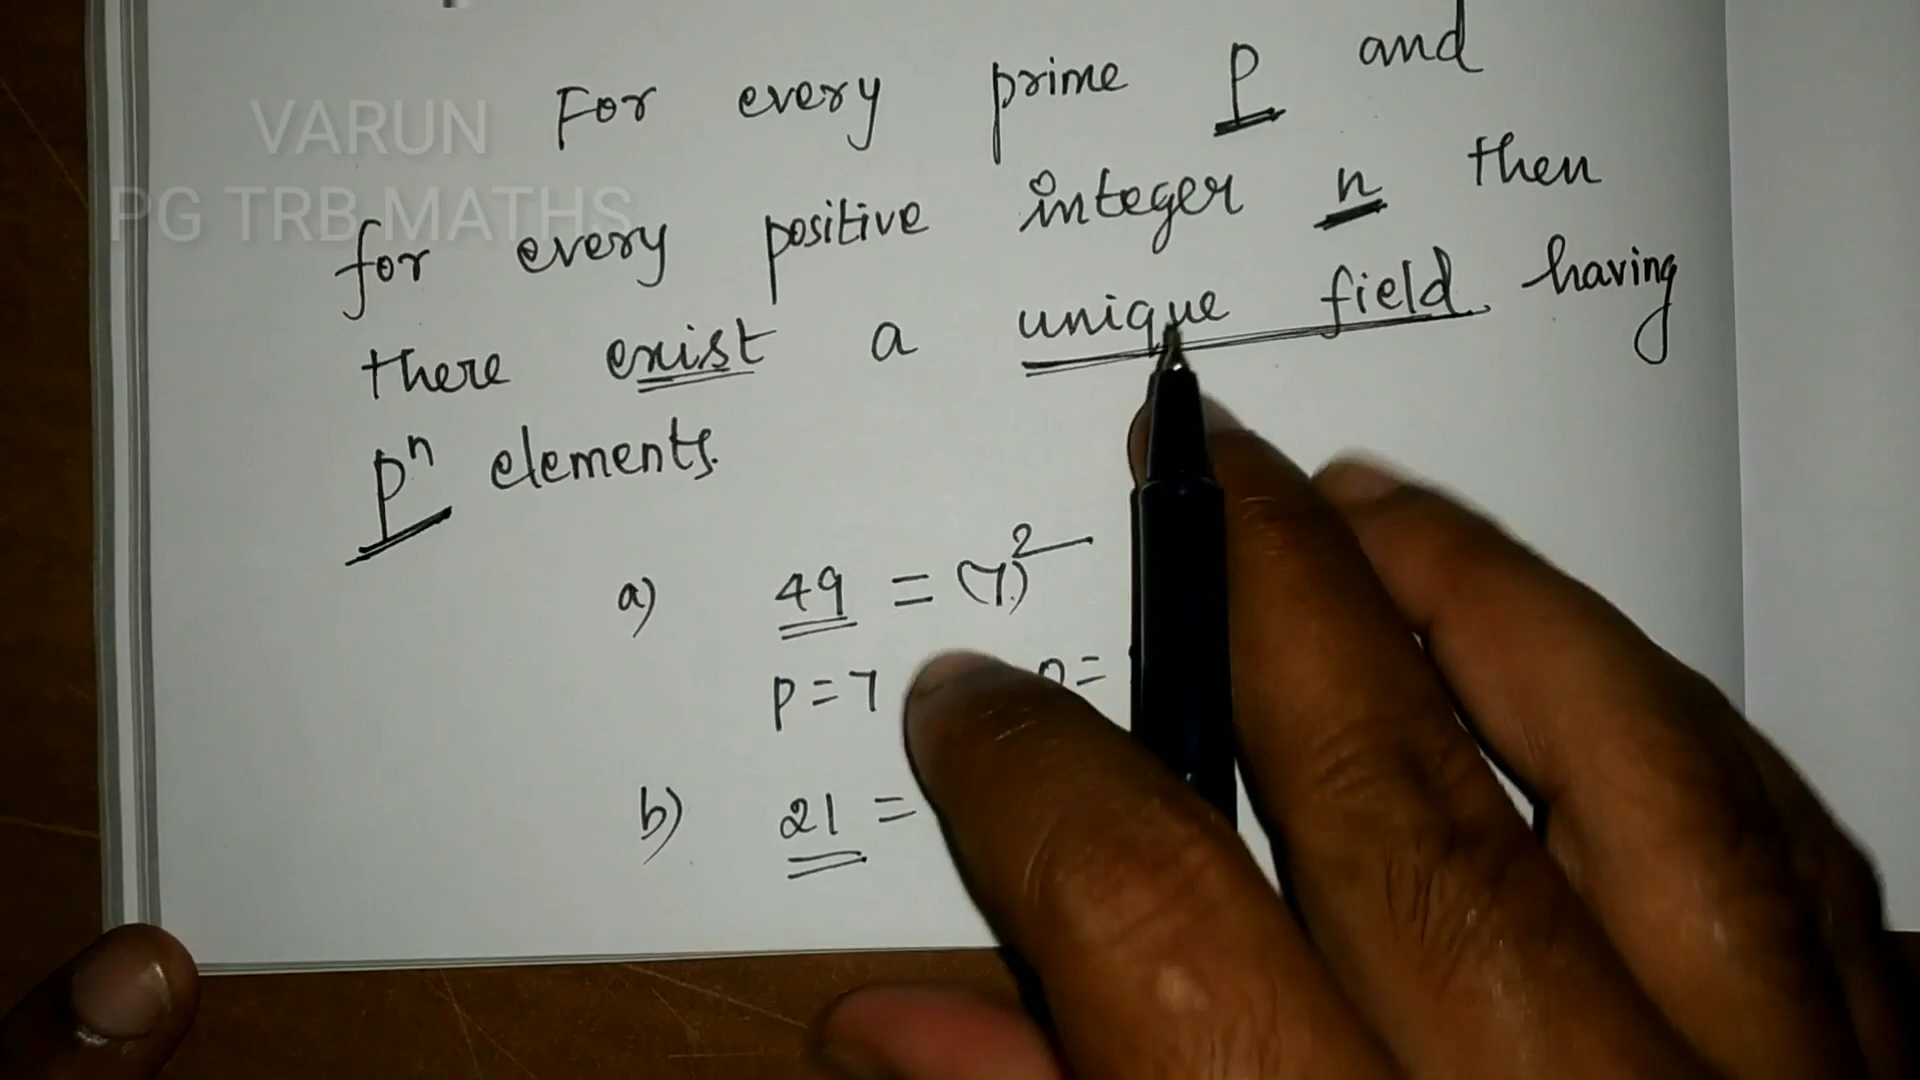 VARUN
PG TRB MATHS
For every prime P and
for every positive integer n then
there exist a unique field having
pⁿ elements.
a) 49 = (7)²
p=7 n=
b) 21 =